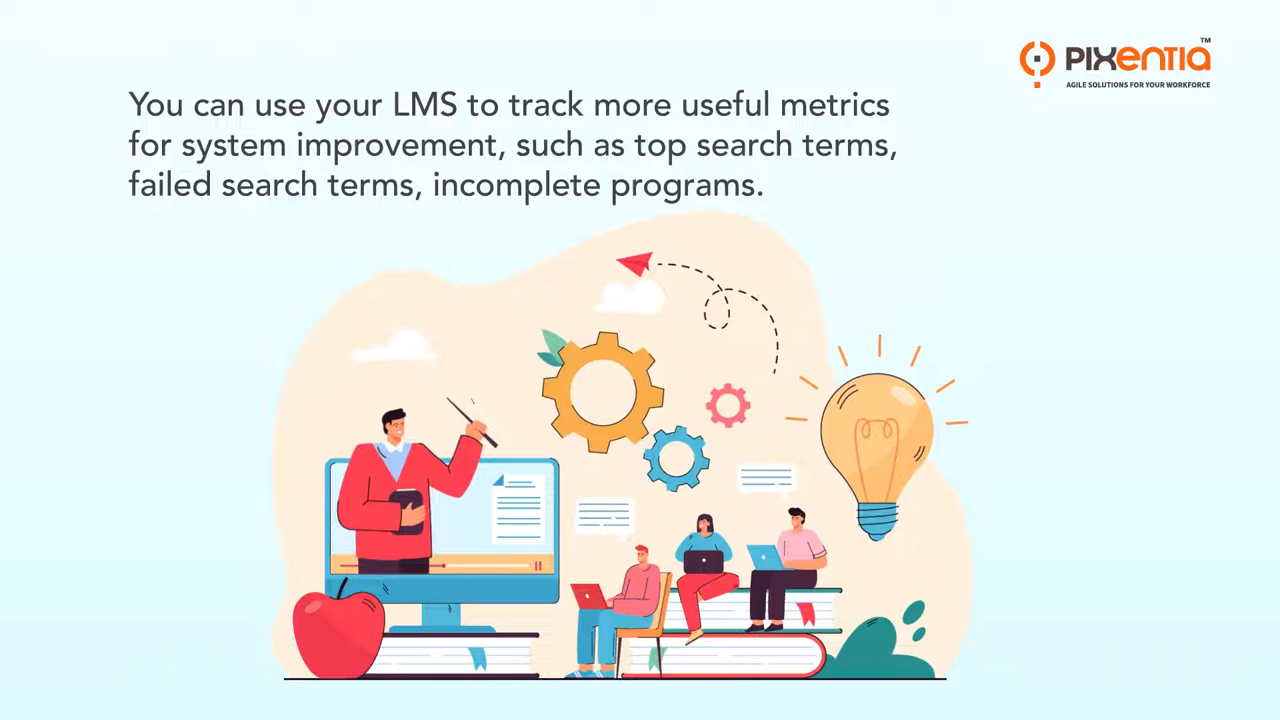 PIXENTIA™
AGILE SOLUTIONS FOR YOUR WORKFORCE
You can use your LMS to track more useful metrics
for system improvement, such as top search terms,
failed search terms, incomplete programs.